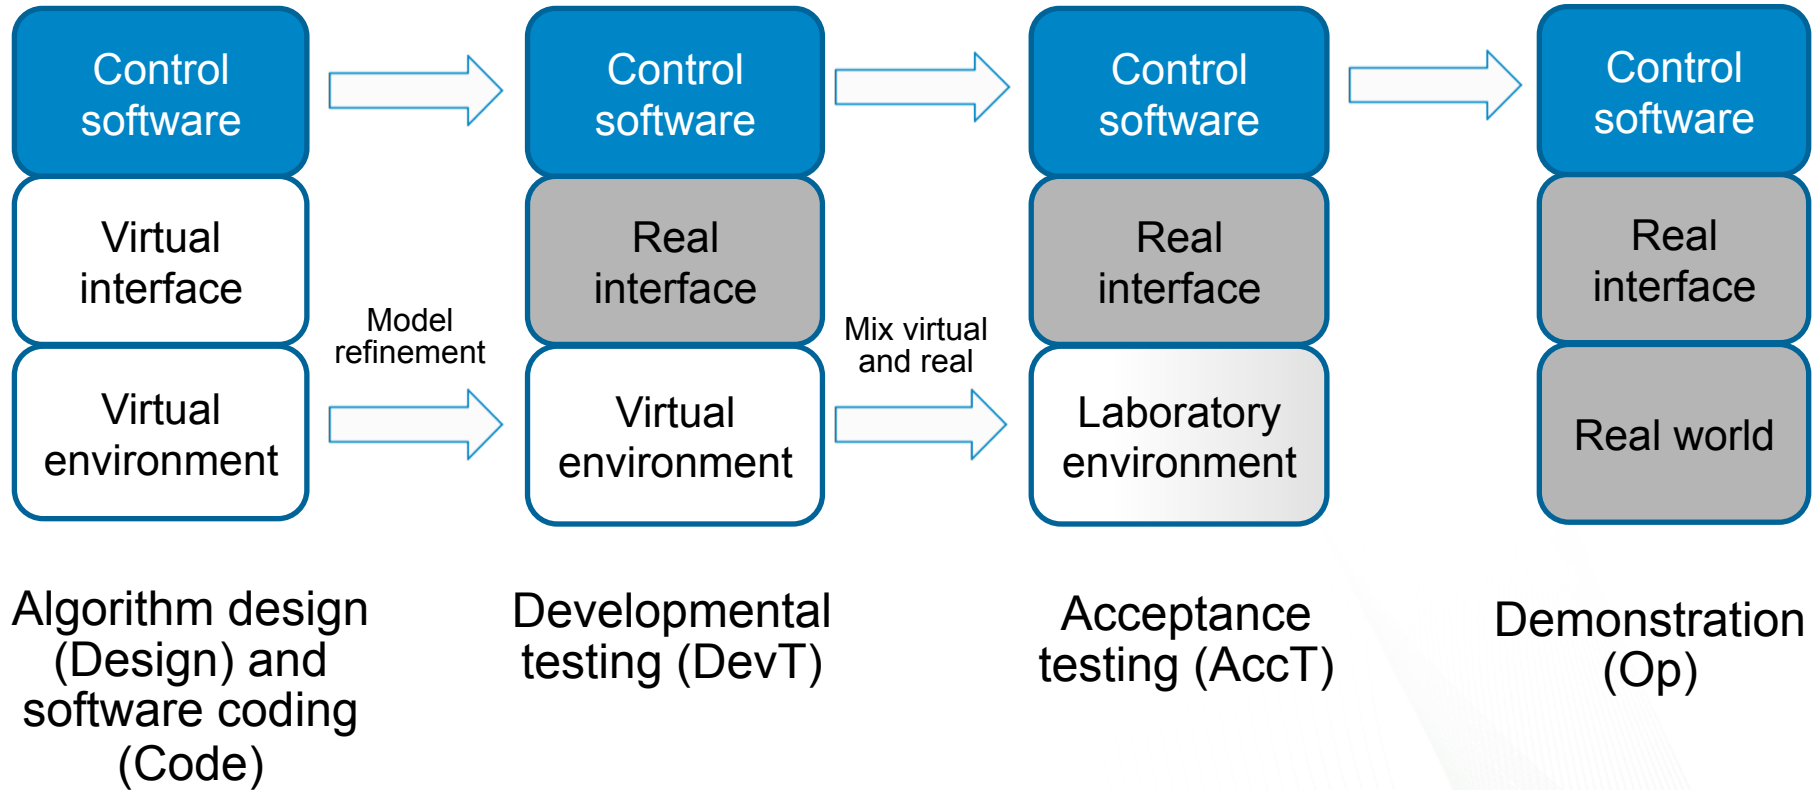 Control
software
Virtual
interface
Virtual
environment
Algorithm design
(Design) and
software coding
(Code)
Model
refinement
Control
software
Real
interface
Virtual
environment
Developmental
testing (DevT)
Mix virtual
and real
Control
software
Real
interface
Laboratory
environment
Acceptance
testing (AccT)
Control
software
Real
interface
Real world
Demonstration
(Op)